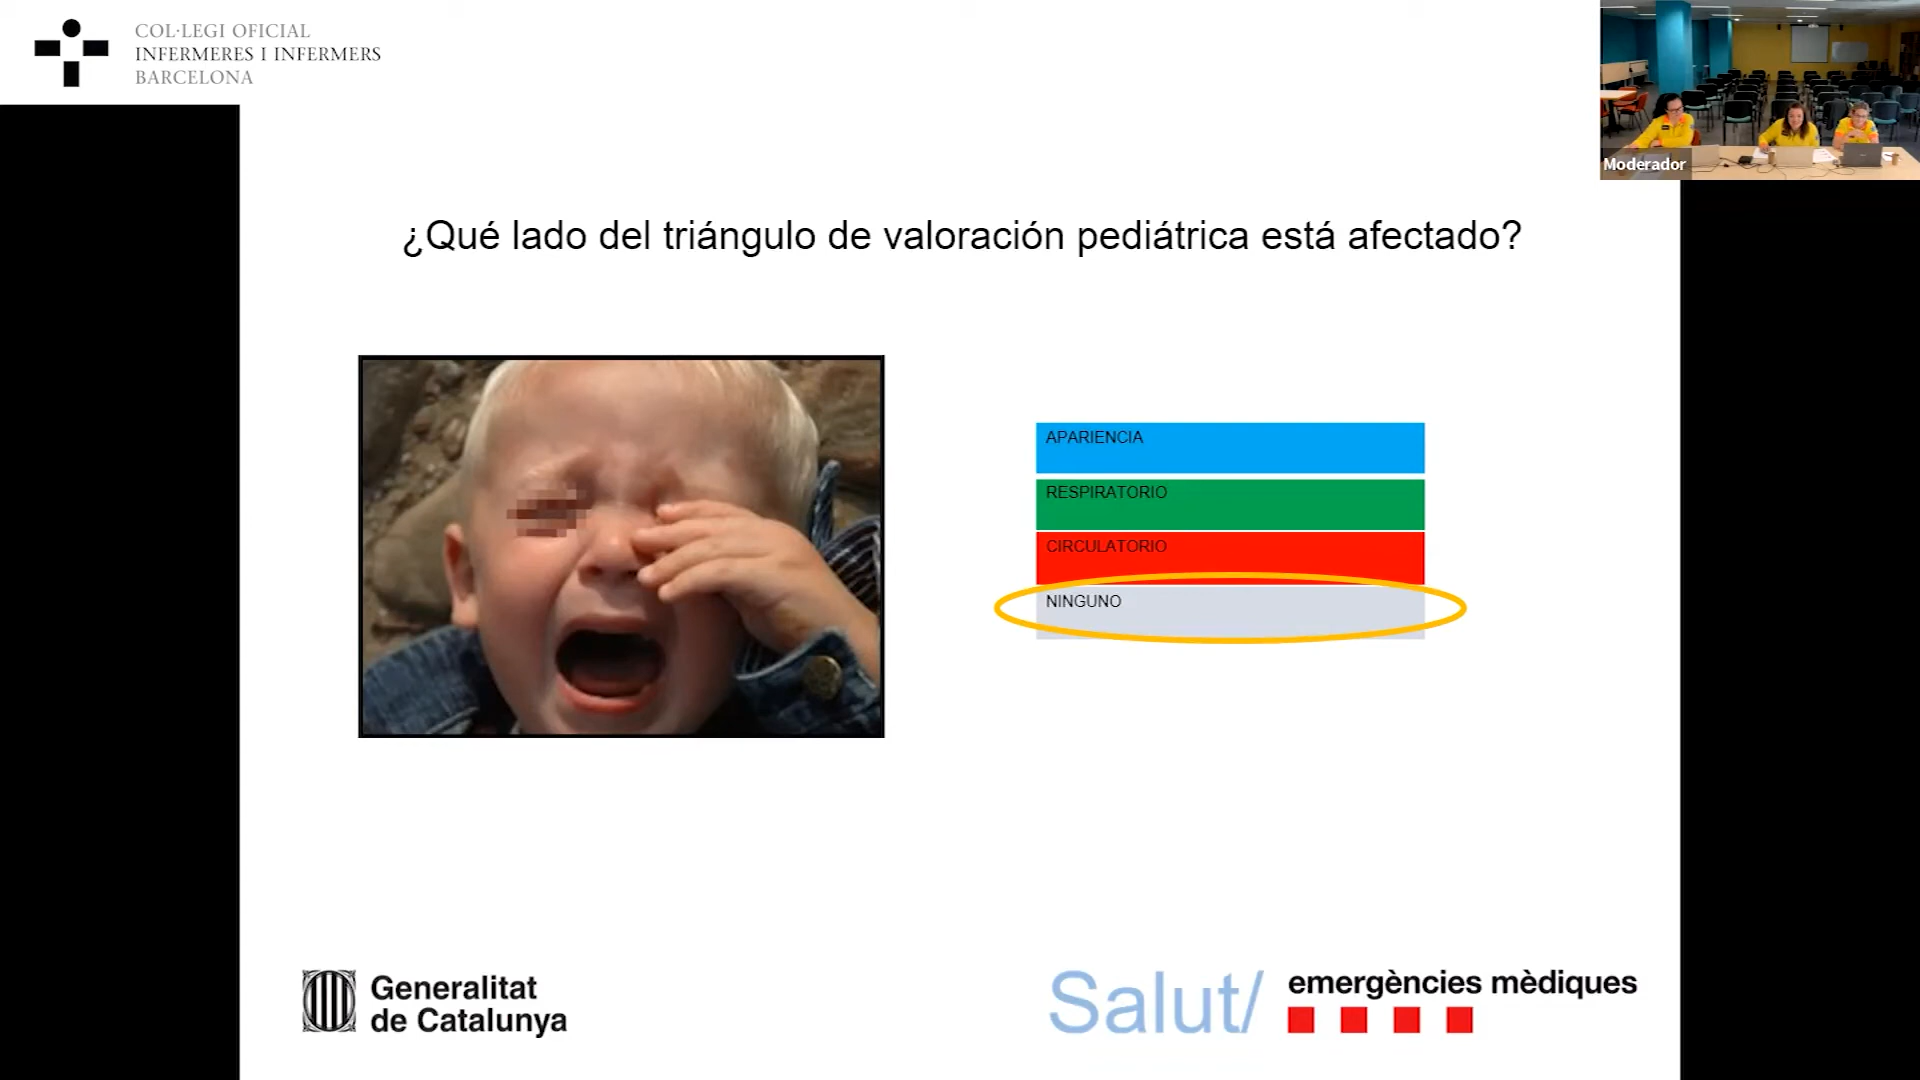 COL·LEGI OFICIAL
INFERMERES I INFERMERS
BARCELONA
Moderador
¿Qué lado del triángulo de valoración pediátrica está afectado?
APARIENCIA
RESPIRATORIO
CIRCULATORIO
NINGUNO
Generalitat
de Catalunya
Salut/
emergències mèdiques